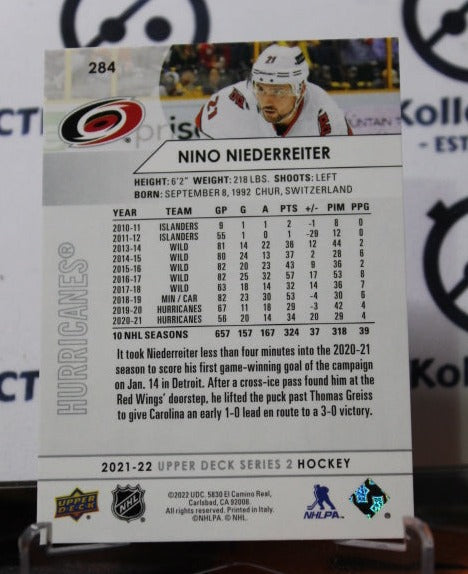 284
21
21
NINO NIEDERREITER
HEIGHT: 6'2" WEIGHT: 218 LBS. SHOOTS: LEFT
BORN: SEPTEMBER 8, 1992 CHUR, SWITZERLAND
YEAR TEAM GP G A PTS +/- PIM PPG
2010-11 ISLANDERS 9 1 1 2 -1 8 0
2011-12 ISLANDERS 55 1 0 1 -29 12 0
2013-14 WILD 81 14 22 36 12 44 2
2014-15 WILD 80 24 13 37 2 28 6
2015-16 WILD 82 20 23 43 9 36 2
2016-17 WILD 82 25 32 57 17 53 8
2017-18 WILD 63 18 14 32 14 36 7
2018-19 MIN / CAR 82 23 30 53 -4 30 6
2019-20 HURRICANES 67 11 18 29 -3 42 4
2020-21 HURRICANES 56 20 14 34 20 29 4
10 NHL SEASONS 657 157 167 324 37 318 39
HURRICANES®
It took Niederreiter less than four minutes into the 2020-21
season to score his first game-winning goal of the campaign
on Jan. 14 in Detroit. After a cross-ice pass found him at the
Red Wings' doorstep, he lifted the puck past Thomas Greiss
to give Carolina an early 1-0 lead en route to a 3-0 victory.
2021-22 UPPER DECK SERIES 2 HOCKEY
UPPER DECK
NHL
©2022 UDC. 5830 El Camino Real,
Carlsbad, CA 92008.
All rights reserved. Printed in Italy.
©NHLPA. © NHL.
NHLPA